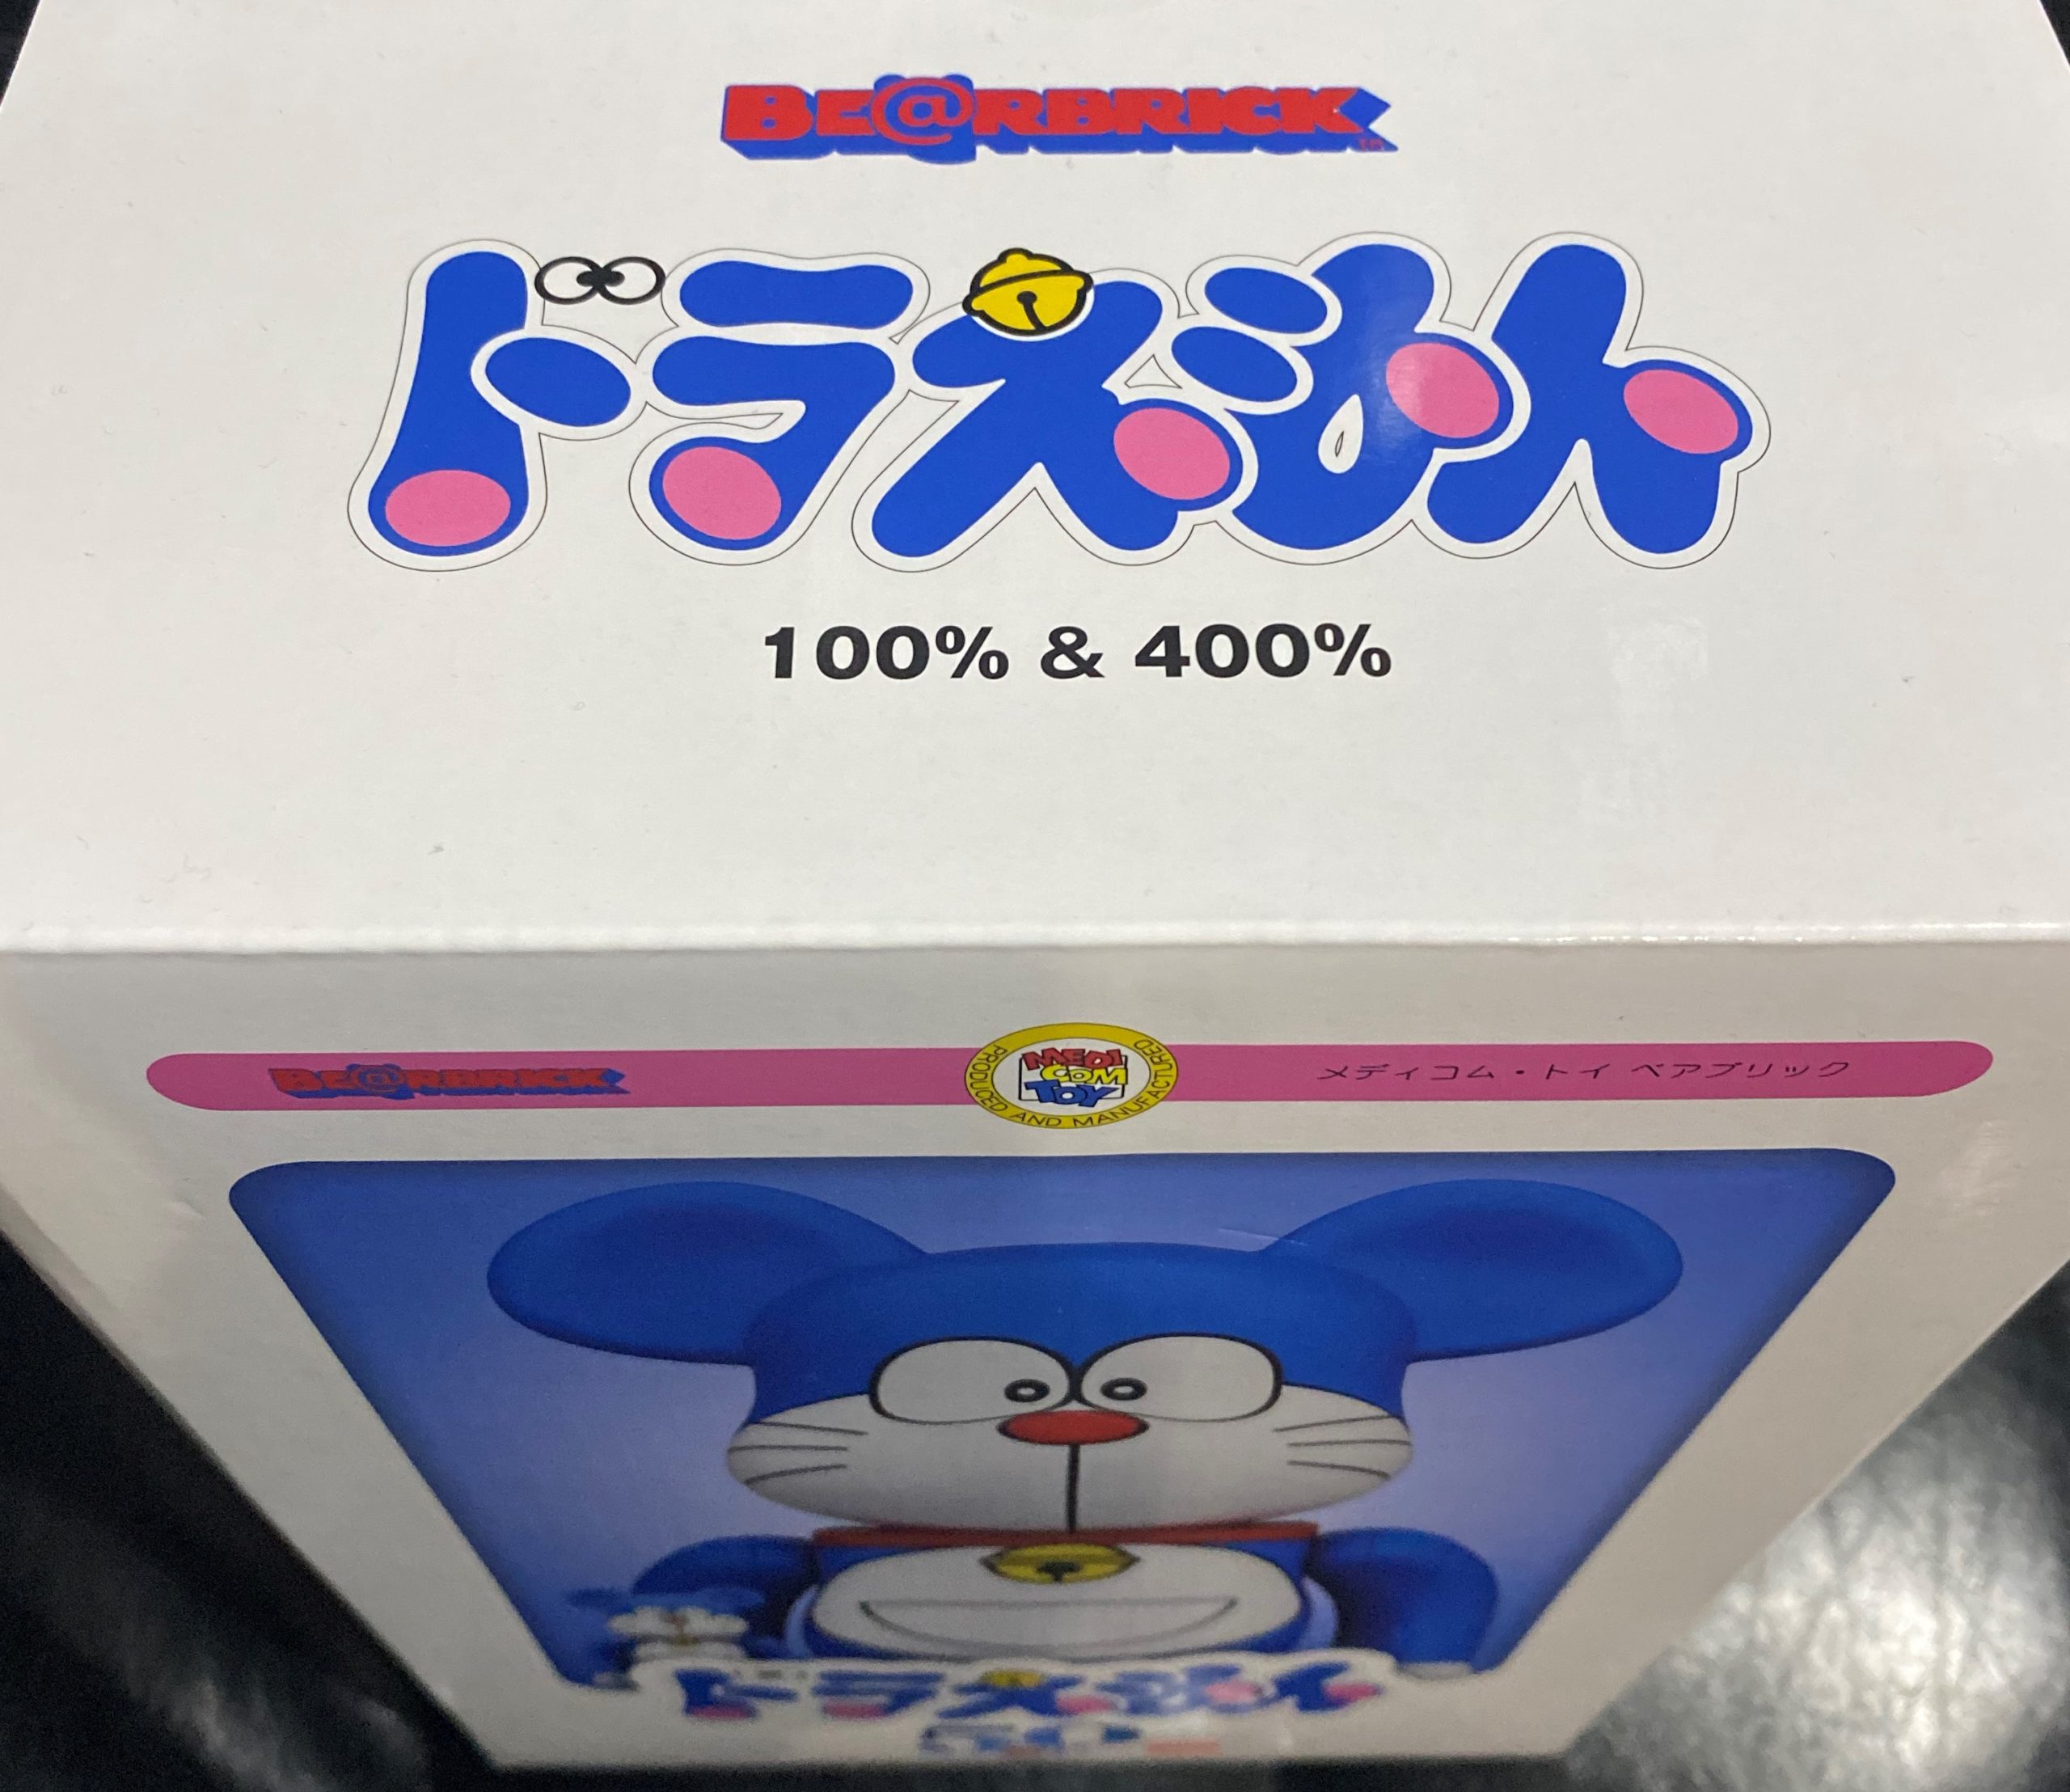 BE@RBRICK TM
ドラえもん
100% & 400%
BE@RBRICK
MEDI COM TOY
PRODUCED AND MANUFACTURED
メディコム・トイ ベアブリック
ドラえもん